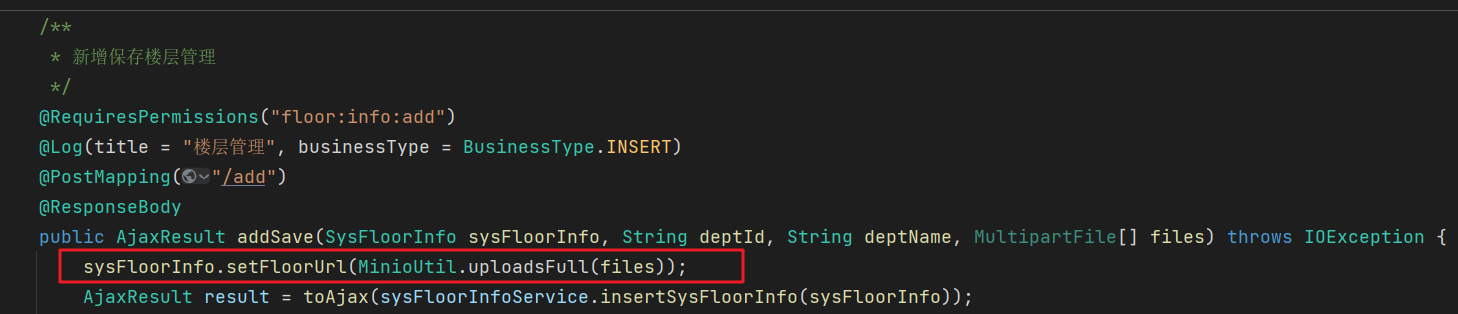 /**
 * 新增保存楼层管理
 */
@RequiresPermissions("floor:info:add")
@Log(title = "楼层管理", businessType = BusinessType.INSERT)
@PostMapping("/add")
@ResponseBody
public AjaxResult addSave(SysFloorInfo sysFloorInfo, String deptId, String deptName, MultipartFile[] files) throws IOException {
    sysFloorInfo.setFloorUrl(MinioUtil.uploadsFull(files));
    AjaxResult result = toAjax(sysFloorInfoService.insertSysFloorInfo(sysFloorInfo));